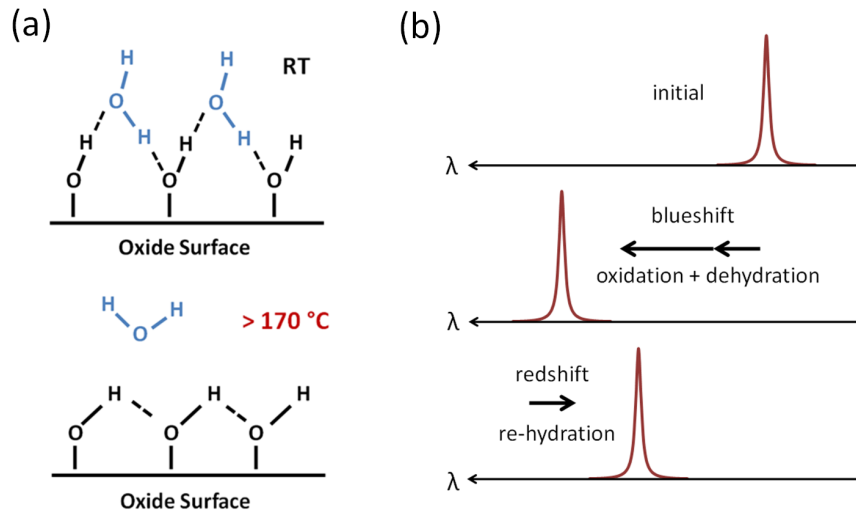 (a)
H
H
RT
O
O
H
H
H
H
H
O
O
O
Oxide Surface
H
H
O
> 170 °C
H
H
H
O
O
O
Oxide Surface
(b)
initial
λ
blueshift
oxidation + dehydration
λ
redshift
re-hydration
λ